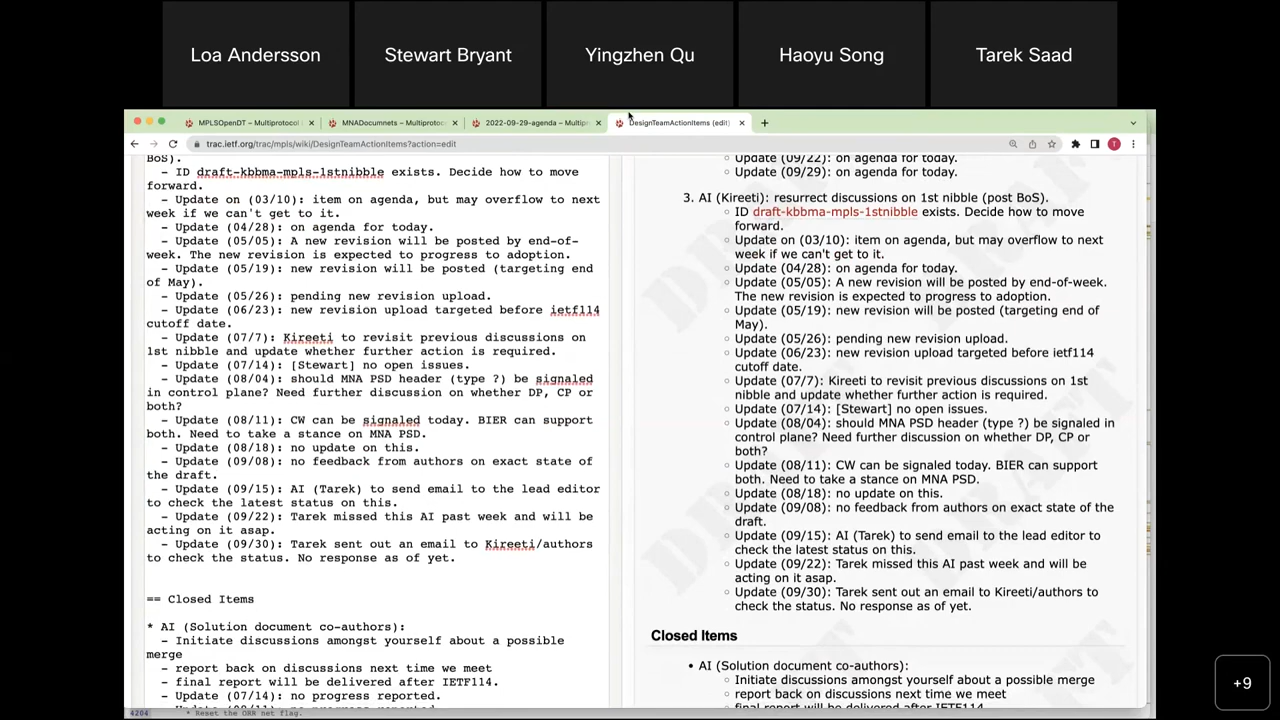 Loa Andersson
Stewart Bryant
Yingzhen Qu
Haoyu Song
Tarek Saad
MPLSOpenDT – Multiprotocol
MNADocumnets – Multiprotoc
2022-09-29-agenda – Multipr
DesignTeamActionItems (edit)
trac.ietf.org/trac/mpls/wiki/DesignTeamActionItems?action=edit
T
BoS).
- ID draft-kbbma-mpls-1stnibble exists. Decide how to move
forward.
- Update on (03/10): item on agenda, but may overflow to next
week if we can't get to it.
- Update (04/28): on agenda for today.
- Update (05/05): A new revision will be posted by end-of-
week. The new revision is expected to progress to adoption.
- Update (05/19): new revision will be posted (targeting end
of May).
- Update (05/26): pending new revision upload.
- Update (06/23): new revision upload targeted before ietf114
cutoff date.
- Update (07/7): Kireeti to revisit previous discussions on
1st nibble and update whether further action is required.
- Update (07/14): [Stewart] no open issues.
- Update (08/04): should MNA PSD header (type ?) be signaled
in control plane? Need further discussion on whether DP, CP or
both?
- Update (08/11): CW can be signaled today. BIER can support
both. Need to take a stance on MNA PSD.
- Update (08/18): no update on this.
- Update (09/08): no feedback from authors on exact state of
the draft.
- Update (09/15): AI (Tarek) to send email to the lead editor
to check the latest status on this.
- Update (09/22): Tarek missed this AI past week and will be
acting on it asap.
- Update (09/30): Tarek sent out an email to Kireeti/authors
to check the status. No response as of yet.
== Closed Items
* AI (Solution document co-authors):
- Initiate discussions amongst yourself about a possible
merge
- report back on discussions next time we meet
- final report will be delivered after IETF114.
- Update (07/14): no progress reported.
Update (09/22): on agenda for today.
Update (09/29): on agenda for today.
3. AI (Kireeti): resurrect discussions on 1st nibble (post BoS).
ID draft-kbbma-mpls-1stnibble exists. Decide how to move
forward.
Update on (03/10): item on agenda, but may overflow to next
week if we can't get to it.
Update (04/28): on agenda for today.
Update (05/05): A new revision will be posted by end-of-week.
The new revision is expected to progress to adoption.
Update (05/19): new revision will be posted (targeting end of
May).
Update (05/26): pending new revision upload.
Update (06/23): new revision upload targeted before ietf114
cutoff date.
Update (07/7): Kireeti to revisit previous discussions on 1st
nibble and update whether further action is required.
Update (07/14): [Stewart] no open issues.
Update (08/04): should MNA PSD header (type ?) be signaled in
control plane? Need further discussion on whether DP, CP or
both?
Update (08/11): CW can be signaled today. BIER can support
both. Need to take a stance on MNA PSD.
Update (08/18): no update on this.
Update (09/08): no feedback from authors on exact state of the
draft.
Update (09/15): AI (Tarek) to send email to the lead editor to
check the latest status on this.
Update (09/22): Tarek missed this AI past week and will be
acting on it asap.
Update (09/30): Tarek sent out an email to Kireeti/authors to
check the status. No response as of yet.
Closed Items
AI (Solution document co-authors):
Initiate discussions amongst yourself about a possible merge
report back on discussions next time we meet
final report will be delivered after IETF114
DRAFT
+9
4204 * Reset the ORR net flag.